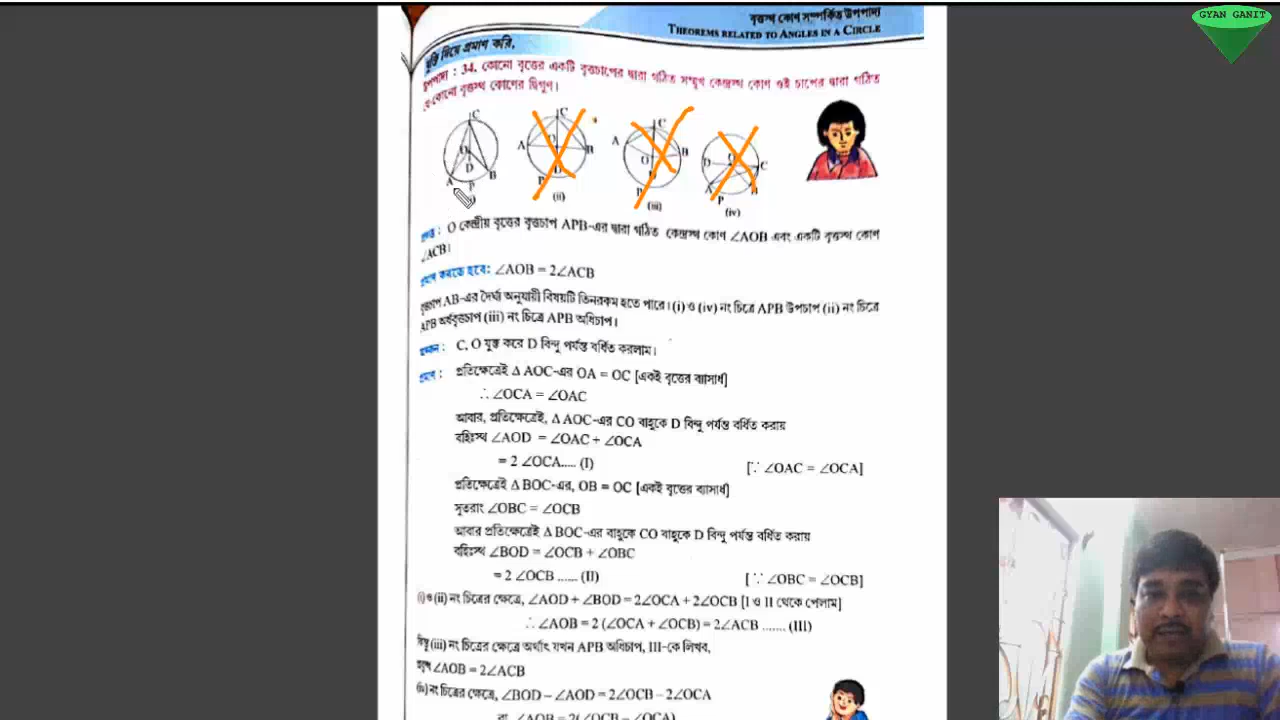 GYAN GANIT
বৃত্তস্থ কোণ সম্পর্কিত উপপাদ্য
THEOREMS RELATED TO ANGLES IN A CIRCLE
যুক্তি দিয়ে প্রমাণ করি,
উপপাদ্য : 34. কোনো বৃত্তের একটি বৃত্তচাপের দ্বারা গঠিত সম্মুখ কেন্দ্রস্থ কোণ ওই চাপের দ্বারা গঠিত
যে-কোনো বৃত্তস্থ কোণের দ্বিগুণ।
C O D A B P
C A B P (ii)
C A O B (iii)
D C A P (iv)
O কেন্দ্রীয় বৃত্তের বৃত্তচাপ APB-এর দ্বারা গঠিত কেন্দ্রস্থ কোণ ∠AOB এবং একটি বৃত্তস্থ কোণ
∠ACB।
প্রমাণ করতে হবে: ∠AOB = 2∠ACB
বৃত্তচাপ AB-এর দৈর্ঘ্য অনুযায়ী বিষয়টি তিনরকম হতে পারে। (i) ও (iv) নং চিত্রে APB উপচাপ (ii) নং চিত্রে
APB অর্ধবৃত্তচাপ (iii) নং চিত্রে APB অধিচাপ।
C, O যুক্ত করে D বিন্দু পর্যন্ত বর্ধিত করলাম।
প্রমাণ : প্রতিক্ষেত্রেই Δ AOC-এর OA = OC [একই বৃত্তের ব্যাসার্ধ]
∴ ∠OCA = ∠OAC
আবার, প্রতিক্ষেত্রেই, Δ AOC-এর CO বাহুকে D বিন্দু পর্যন্ত বর্ধিত করায়
বহিঃস্থ ∠AOD = ∠OAC + ∠OCA
= 2 ∠OCA..... (I) [∵ ∠OAC = ∠OCA]
প্রতিক্ষেত্রেই Δ BOC-এর, OB = OC [একই বৃত্তের ব্যাসার্ধ]
সুতরাং ∠OBC = ∠OCB
আবার প্রতিক্ষেত্রেই Δ BOC-এর বাহুকে CO বাহুকে D বিন্দু পর্যন্ত বর্ধিত করায়
বহিঃস্থ ∠BOD = ∠OCB + ∠OBC
= 2 ∠OCB ...... (II) [∵ ∠OBC = ∠OCB]
(i) ও (ii) নং চিত্রের ক্ষেত্রে, ∠AOD + ∠BOD = 2∠OCA + 2∠OCB [I ও II থেকে পেলাম]
∴ ∠AOB = 2 (∠OCA + ∠OCB) = 2∠ACB ....... (III)
কিন্তু (iii) নং চিত্রের ক্ষেত্রে অর্থাৎ যখন APB অধিচাপ, III-কে লিখব,
∠AOB = 2∠ACB
(iv) নং চিত্রের ক্ষেত্রে, ∠BOD – ∠AOD = 2∠OCB – 2∠OCA
বা, ∠AOB = 2(∠OCB – ∠OCA)